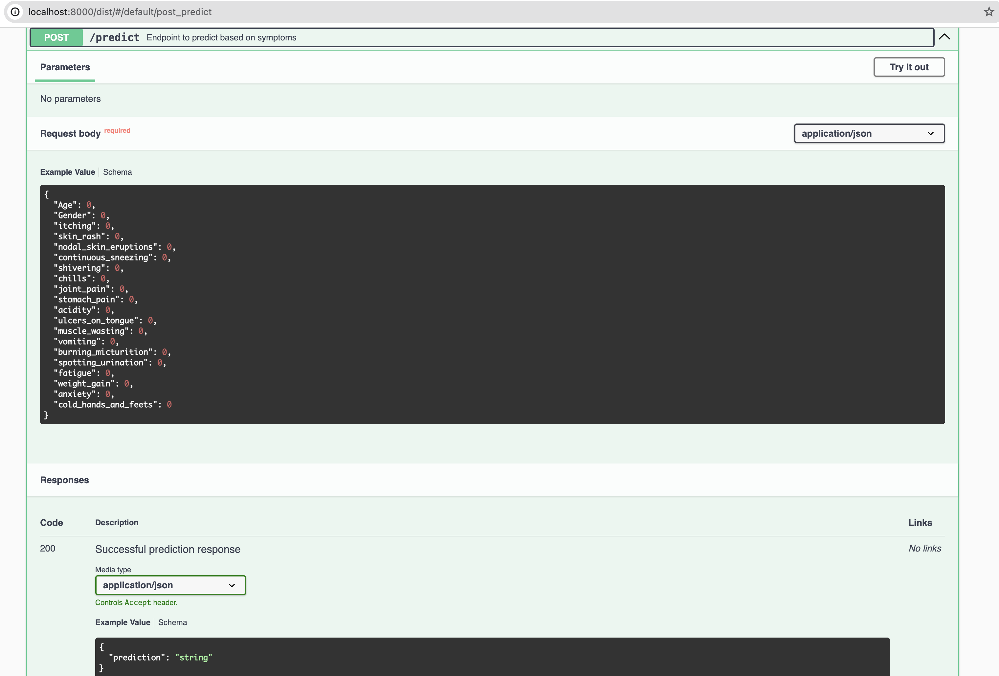 localhost:8000/dist/#/default/post_predict
POST /predict Endpoint to predict based on symptoms
Parameters
Try it out
No parameters
Request body required
application/json
Example Value Schema
{
"Age": 0,
"Gender": 0,
"itching": 0,
"skin_rash": 0,
"nodal_skin_eruptions": 0,
"continuous_sneezing": 0,
"shivering": 0,
"chills": 0,
"joint_pain": 0,
"stomach_pain": 0,
"acidity": 0,
"ulcers_on_tongue": 0,
"muscle_wasting": 0,
"vomiting": 0,
"burning_micturition": 0,
"spotting_urination": 0,
"fatigue": 0,
"weight_gain": 0,
"anxiety": 0,
"cold_hands_and_feets": 0
}
Responses
Code Description Links
200 Successful prediction response No links
Media type
application/json
Controls Accept header.
Example Value Schema
{
"prediction": "string"
}